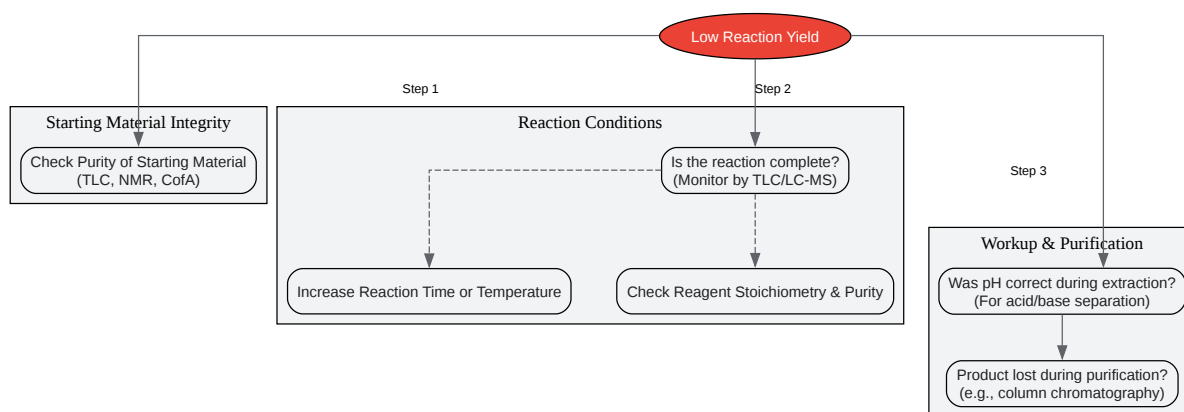 Low Reaction Yield
Step 1
Step 2
Starting Material Integrity
Reaction Conditions
Check Purity of Starting Material
(TLC, NMR, CofA)
Is the reaction complete?
(Monitor by TLC/LC-MS)
Step 3
Workup & Purification
Increase Reaction Time or Temperature
Check Reagent Stoichiometry & Purity
Was pH correct during extraction?
(For acid/base separation)
Product lost during purification?
(e.g., column chromatography)